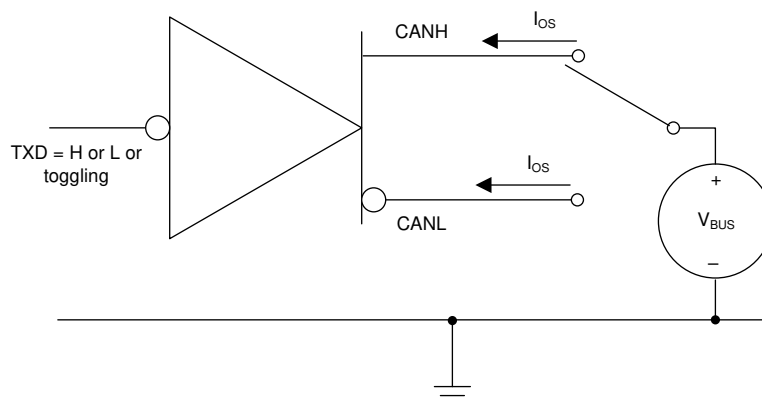 CANH
I_OS
TXD = H or L or
toggling
I_OS
CANL
+
V_BUS
–